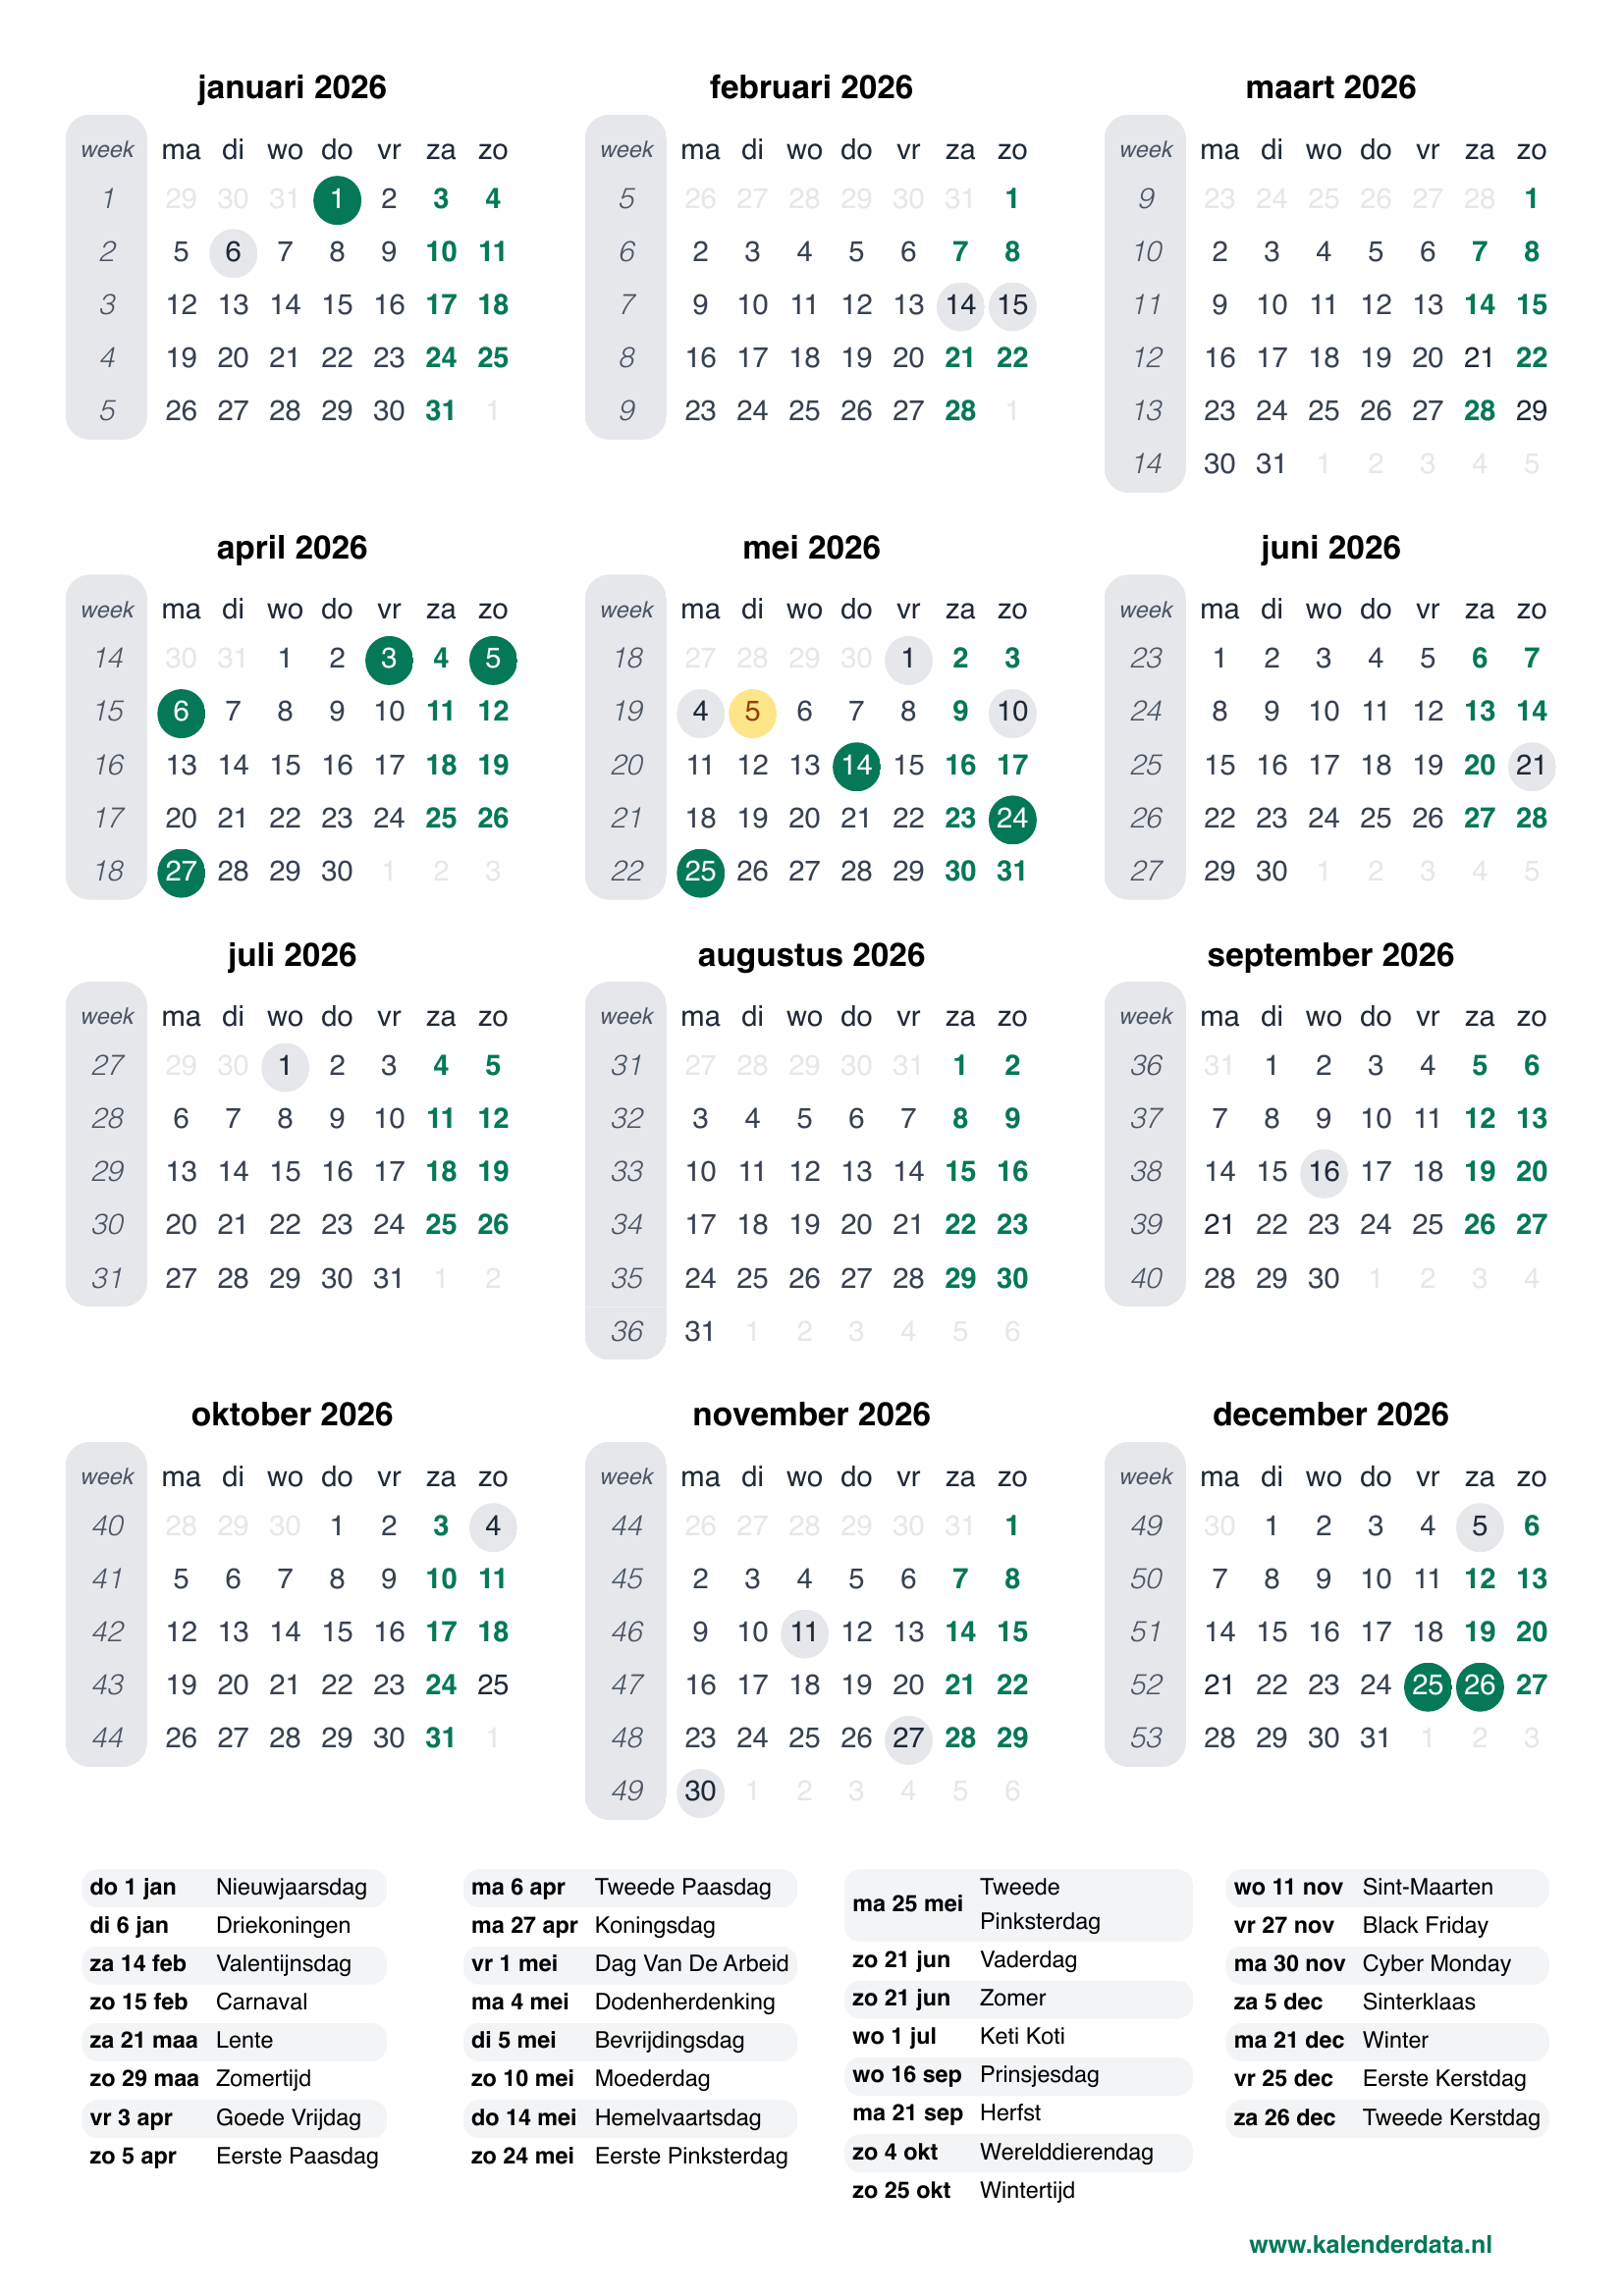 januari 2026
week ma di wo do vr za zo
1 29 30 31 1 2 3 4
2 5 6 7 8 9 10 11
3 12 13 14 15 16 17 18
4 19 20 21 22 23 24 25
5 26 27 28 29 30 31 1
februari 2026
week ma di wo do vr za zo
5 26 27 28 29 30 31 1
6 2 3 4 5 6 7 8
7 9 10 11 12 13 14 15
8 16 17 18 19 20 21 22
9 23 24 25 26 27 28 1
maart 2026
week ma di wo do vr za zo
9 23 24 25 26 27 28 1
10 2 3 4 5 6 7 8
11 9 10 11 12 13 14 15
12 16 17 18 19 20 21 22
13 23 24 25 26 27 28 29
14 30 31 1 2 3 4 5
april 2026
week ma di wo do vr za zo
14 30 31 1 2 3 4 5
15 6 7 8 9 10 11 12
16 13 14 15 16 17 18 19
17 20 21 22 23 24 25 26
18 27 28 29 30 1 2 3
mei 2026
week ma di wo do vr za zo
18 27 28 29 30 1 2 3
19 4 5 6 7 8 9 10
20 11 12 13 14 15 16 17
21 18 19 20 21 22 23 24
22 25 26 27 28 29 30 31
juni 2026
week ma di wo do vr za zo
23 1 2 3 4 5 6 7
24 8 9 10 11 12 13 14
25 15 16 17 18 19 20 21
26 22 23 24 25 26 27 28
27 29 30 1 2 3 4 5
juli 2026
week ma di wo do vr za zo
27 29 30 1 2 3 4 5
28 6 7 8 9 10 11 12
29 13 14 15 16 17 18 19
30 20 21 22 23 24 25 26
31 27 28 29 30 31 1 2
augustus 2026
week ma di wo do vr za zo
31 27 28 29 30 31 1 2
32 3 4 5 6 7 8 9
33 10 11 12 13 14 15 16
34 17 18 19 20 21 22 23
35 24 25 26 27 28 29 30
36 31 1 2 3 4 5 6
september 2026
week ma di wo do vr za zo
36 31 1 2 3 4 5 6
37 7 8 9 10 11 12 13
38 14 15 16 17 18 19 20
39 21 22 23 24 25 26 27
40 28 29 30 1 2 3 4
oktober 2026
week ma di wo do vr za zo
40 28 29 30 1 2 3 4
41 5 6 7 8 9 10 11
42 12 13 14 15 16 17 18
43 19 20 21 22 23 24 25
44 26 27 28 29 30 31 1
november 2026
week ma di wo do vr za zo
44 26 27 28 29 30 31 1
45 2 3 4 5 6 7 8
46 9 10 11 12 13 14 15
47 16 17 18 19 20 21 22
48 23 24 25 26 27 28 29
49 30 1 2 3 4 5 6
december 2026
week ma di wo do vr za zo
49 30 1 2 3 4 5 6
50 7 8 9 10 11 12 13
51 14 15 16 17 18 19 20
52 21 22 23 24 25 26 27
53 28 29 30 31 1 2 3
do 1 jan Nieuwjaarsdag
di 6 jan Driekoningen
za 14 feb Valentijnsdag
zo 15 feb Carnaval
za 21 maa Lente
zo 29 maa Zomertijd
vr 3 apr Goede Vrijdag
zo 5 apr Eerste Paasdag
ma 6 apr Tweede Paasdag
ma 27 apr Koningsdag
vr 1 mei Dag Van De Arbeid
ma 4 mei Dodenherdenking
di 5 mei Bevrijdingsdag
zo 10 mei Moederdag
do 14 mei Hemelvaartsdag
zo 24 mei Eerste Pinksterdag
ma 25 mei Tweede
Pinksterdag
zo 21 jun Vaderdag
zo 21 jun Zomer
wo 1 jul Keti Koti
wo 16 sep Prinsjesdag
ma 21 sep Herfst
zo 4 okt Werelddierendag
zo 25 okt Wintertijd
wo 11 nov Sint-Maarten
vr 27 nov Black Friday
ma 30 nov Cyber Monday
za 5 dec Sinterklaas
ma 21 dec Winter
vr 25 dec Eerste Kerstdag
za 26 dec Tweede Kerstdag
www.kalenderdata.nl